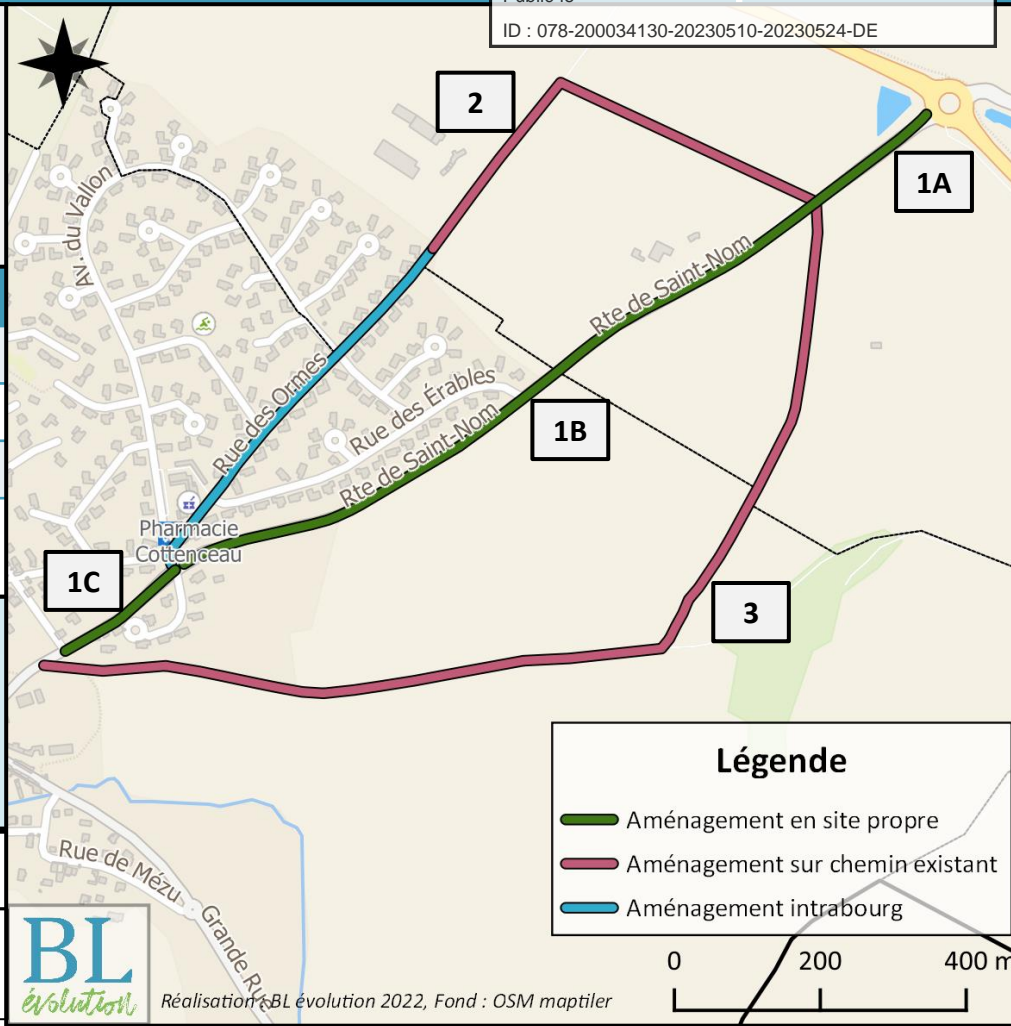 ID : 078-200034130-20230510-20230524-DE
2
1A
Av. du Vallon
Rte de Saint-Nom
Rue des Ormes
Rue des Érables
1B
Rte de Saint-Nom
Pharmacie
Cottenceau
1C
3
Légende
Aménagement en site propre
Aménagement sur chemin existant
Aménagement intrabourg
Rue de Mézu
Grande Rue
0 200 400 m
BL
évolution
Réalisation : BL évolution 2022, Fond : OSM maptiler